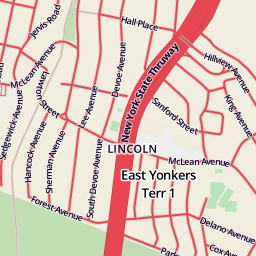 Jervis Road
Hall Place
Hillview Avenue
McLean Avenue
Devoe Avenue
New York State Thruway
Lee Avenue
Sanford Street
Street
Sedgewick Avenue
Hancock Avenue
Sherman Avenue
LINCOLN
McLean Avenue
East Yonkers
Terr 1
Forest Avenue
South Devoe Avenue
Delano Avenue
Cox Avenue